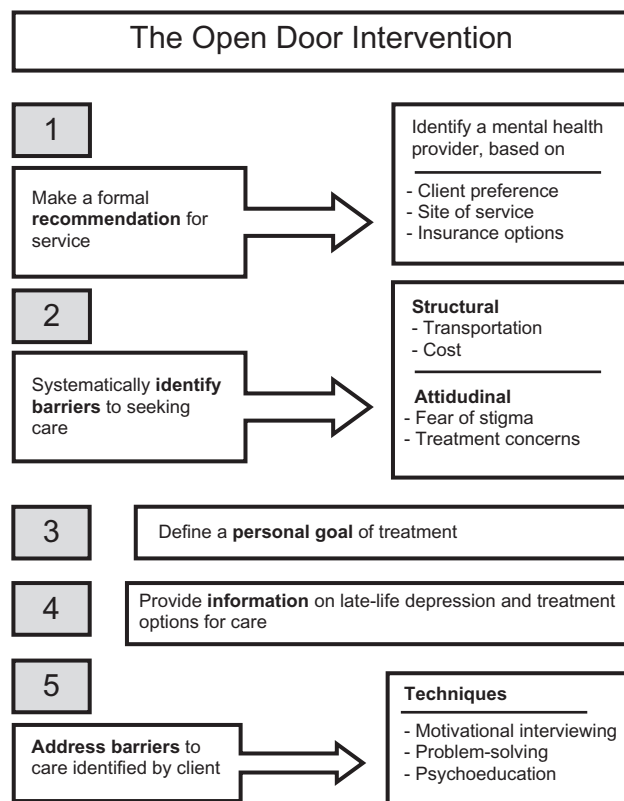 The Open Door Intervention
1
Make a formal
recommendation for
service
Identify a mental health
provider, based on
- Client preference
- Site of service
- Insurance options
2
Systematically identify
barriers to seeking
care
Structural
- Transportation
- Cost
Attidudinal
- Fear of stigma
- Treatment concerns
3
Define a personal goal of treatment
4
Provide information on late-life depression and treatment
options for care
5
Address barriers to
care identified by client
Techniques
- Motivational interviewing
- Problem-solving
- Psychoeducation